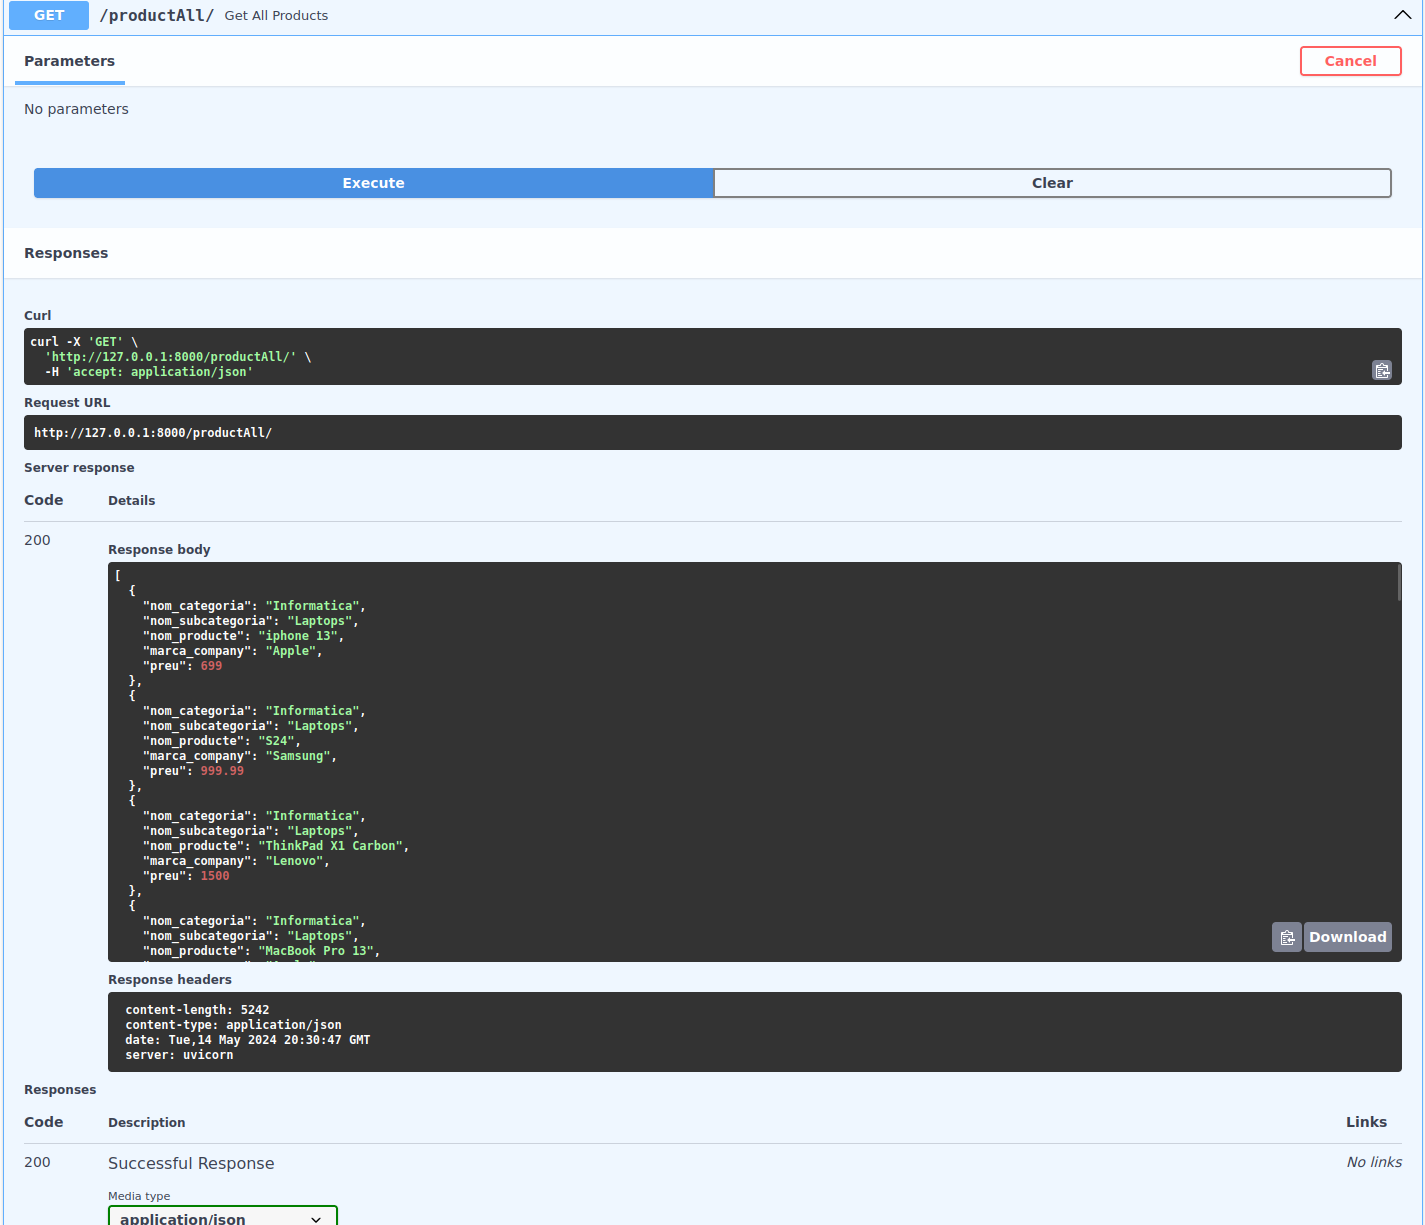 GET /productAll/ Get All Products
Parameters
Cancel
No parameters
Execute
Clear
Responses
Curl
curl -X 'GET' \
  'http://127.0.0.1:8000/productAll/' \
  -H 'accept: application/json'
Request URL
http://127.0.0.1:8000/productAll/
Server response
Code Details
200
Response body
[
  {
    "nom_categoria": "Informatica",
    "nom_subcategoria": "Laptops",
    "nom_producte": "iphone 13",
    "marca_company": "Apple",
    "preu": 699
  },
  {
    "nom_categoria": "Informatica",
    "nom_subcategoria": "Laptops",
    "nom_producte": "S24",
    "marca_company": "Samsung",
    "preu": 999.99
  },
  {
    "nom_categoria": "Informatica",
    "nom_subcategoria": "Laptops",
    "nom_producte": "ThinkPad X1 Carbon",
    "marca_company": "Lenovo",
    "preu": 1500
  },
  {
    "nom_categoria": "Informatica",
    "nom_subcategoria": "Laptops",
    "nom_producte": "MacBook Pro 13",
Download
Response headers
content-length: 5242
content-type: application/json
date: Tue,14 May 2024 20:30:47 GMT
server: uvicorn
Responses
Code Description Links
200 Successful Response No links
Media type
application/json